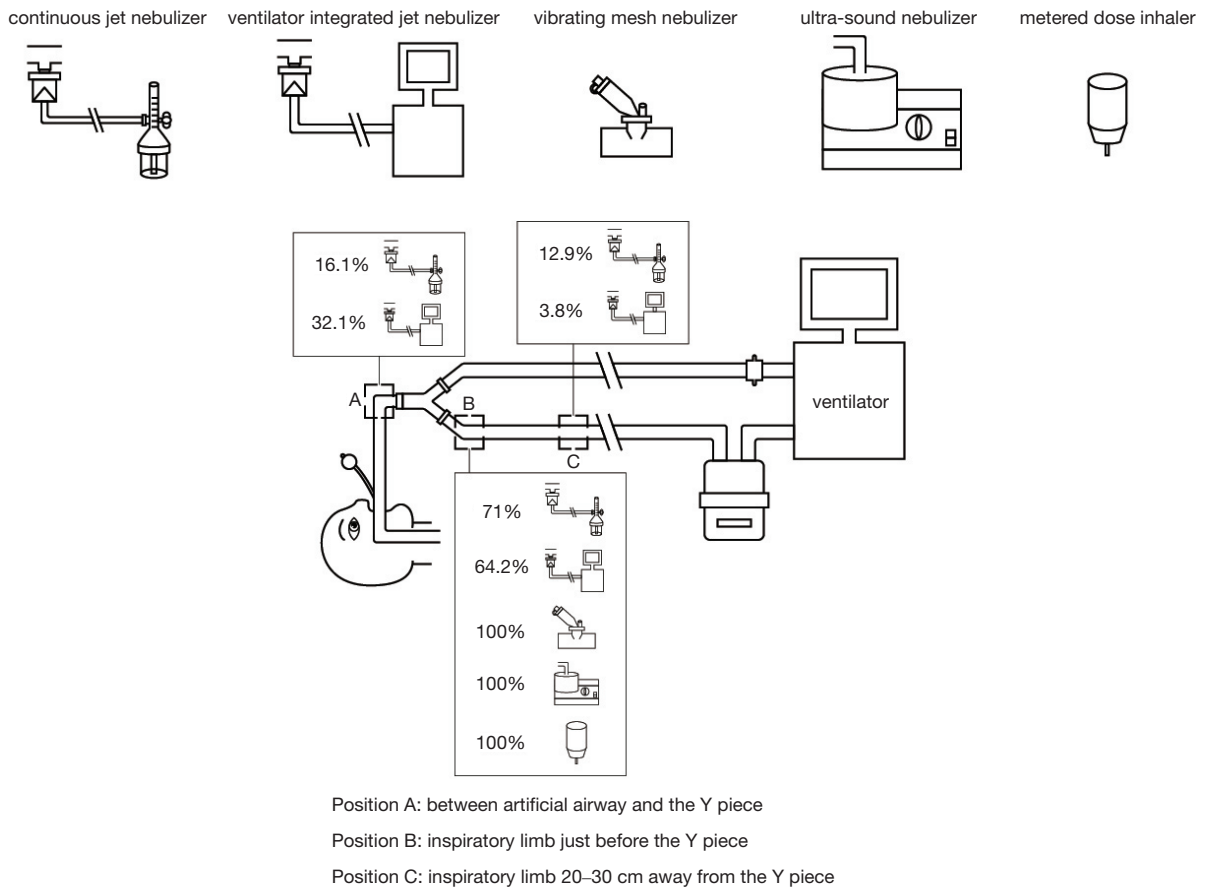 continuous jet nebulizer
ventilator integrated jet nebulizer
vibrating mesh nebulizer
ultra-sound nebulizer
metered dose inhaler
16.1%
32.1%
12.9%
3.8%
A
B
C
ventilator
71%
64.2%
100%
100%
100%
Position A: between artificial airway and the Y piece
Position B: inspiratory limb just before the Y piece
Position C: inspiratory limb 20–30 cm away from the Y piece